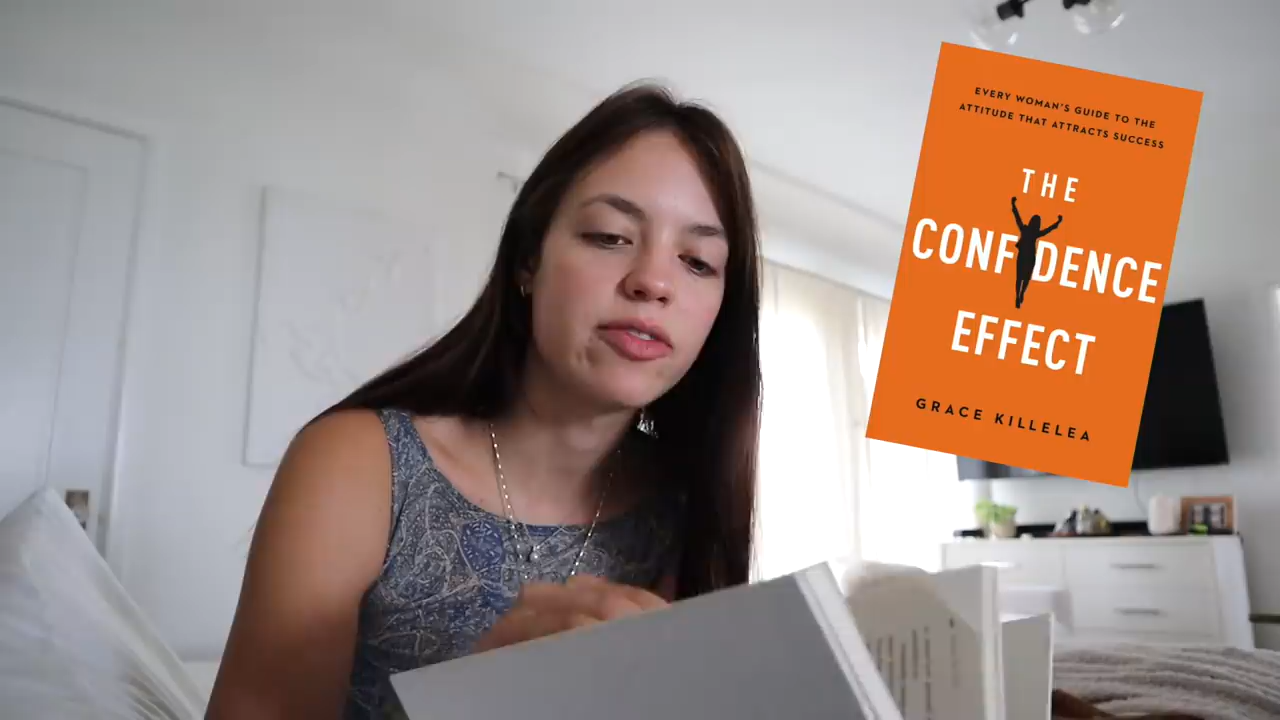 EVERY WOMAN'S GUIDE TO THE
ATTITUDE THAT ATTRACTS SUCCESS
THE
CONFIDENCE
EFFECT
GRACE KILLELEA